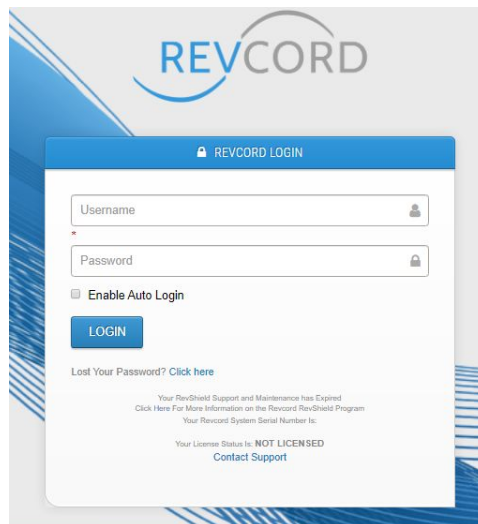 REVCORD
REVCORD LOGIN
Username
*
Password
Enable Auto Login
LOGIN
Lost Your Password? Click here
Your RevShield Support and Maintenance has Expired
Click Here For More Information on the Revcord RevShield Program
Your Revcord System Serial Number Is:
Your License Status Is: NOT LICENSED
Contact Support